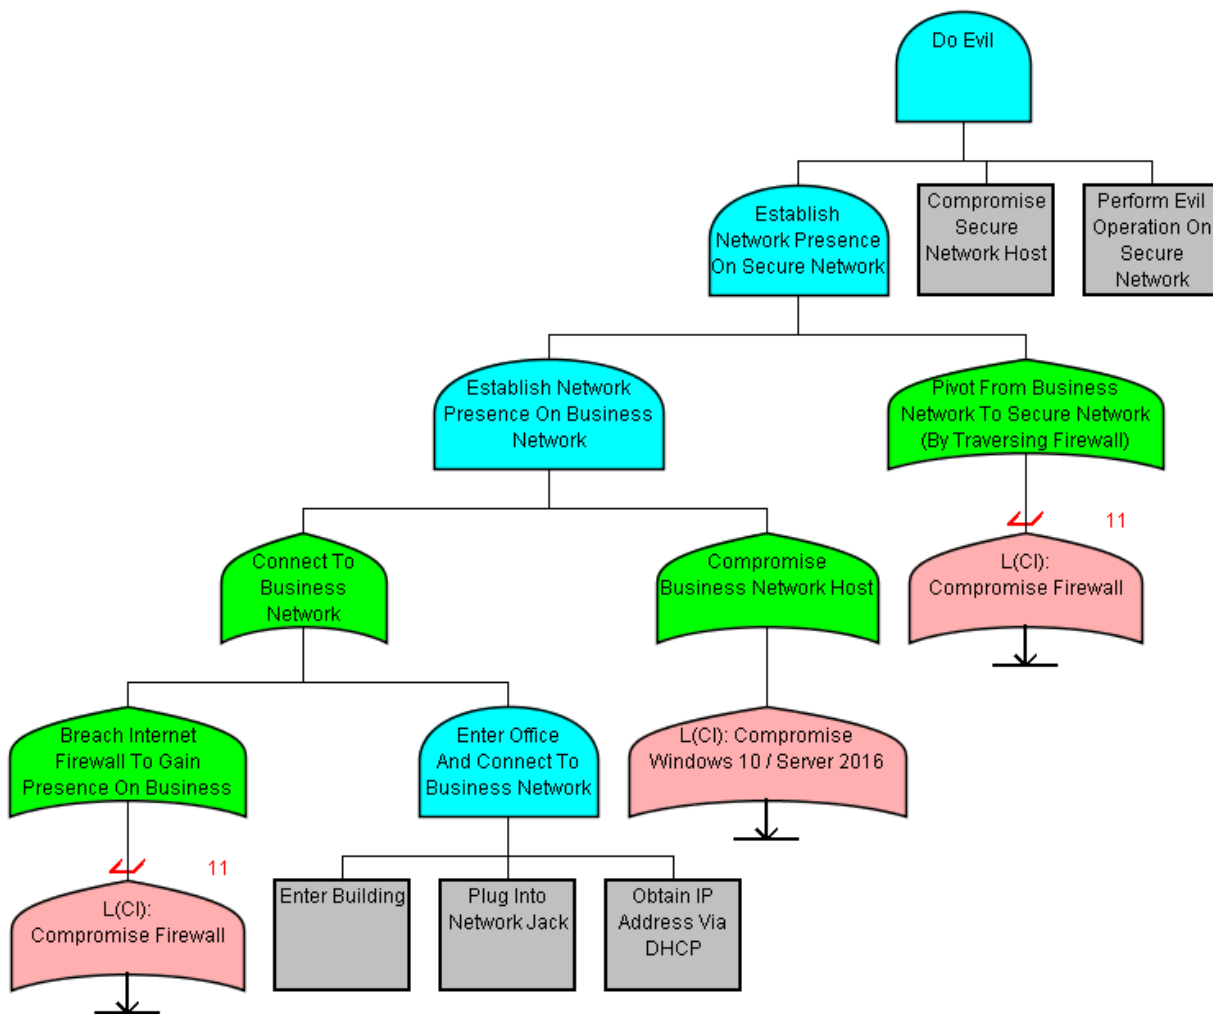 Do Evil
Establish
Network Presence
On Secure Network
Compromise
Secure
Network Host
Perform Evil
Operation On
Secure
Network
Establish Network
Presence On Business
Network
Pivot From Business
Network To Secure Network
(By Traversing Firewall)
Connect To
Business
Network
Compromise
Business Network Host
11
L(CI):
Compromise Firewall
Breach Internet
Firewall To Gain
Presence On Business
Enter Office
And Connect To
Business Network
L(CI): Compromise
Windows 10 / Server 2016
11
L(CI):
Compromise Firewall
Enter Building
Plug Into
Network Jack
Obtain IP
Address Via
DHCP